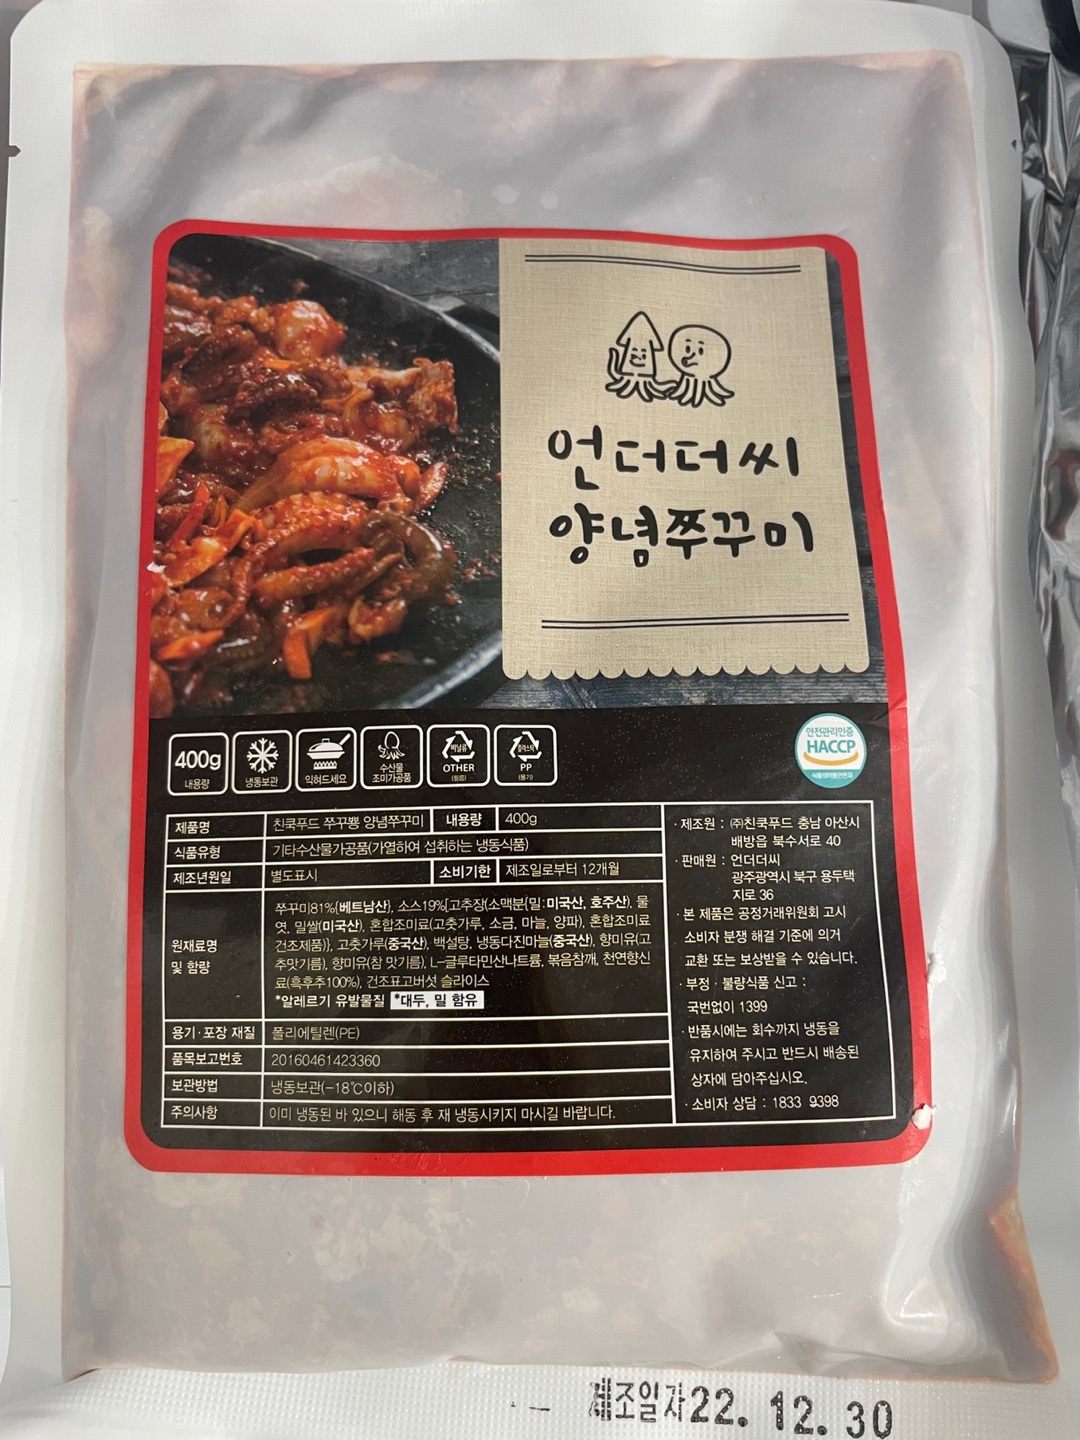 언더더씨
양념쭈꾸미
400g
내용량
냉동보관
익혀드세요
수산물
조미가공품
비닐류
OTHER
(필름)
플라스틱
PP
(용기)
안전관리인증
HACCP
식품의약품안전처
제품명 친쿡푸드 쭈꾸뿅 양념쭈꾸미 내용량 400g
식품유형 기타수산물가공품(가열하여 섭취하는 냉동식품)
제조년원일 별도표시 소비기한 제조일로부터 12개월
원재료명
및 함량
쭈꾸미81%{베트남산}, 소스19%[고추장{소맥분(밀:미국산, 호주산), 물
엿, 밀쌀(미국산), 혼합조미료(고춧가루, 소금, 마늘, 양파), 혼합조미료
건조제품)}, 고춧가루(중국산), 백설탕, 냉동다진마늘(중국산), 향미유(고
추맛기름), 향미유(참 맛기름), L-글루타민산나트륨, 볶음참깨, 천연향신
료(흑후추100%), 건조표고버섯 슬라이스
*알레르기 유발물질 *대두, 밀 함유
용기·포장 재질 폴리에틸렌(PE)
품목보고번호 20160461423360
보관방법 냉동보관(-18℃이하)
주의사항 이미 냉동된 바 있으니 해동 후 재 냉동시키지 마시길 바랍니다.
·제조원 : ㈜친쿡푸드 충남 아산시
배방읍 북수서로 40
·판매원 : 언더더씨
광주광역시 북구 용두택
지로 36
·본 제품은 공정거래위원회 고시
소비자 분쟁 해결 기준에 의거
교환 또는 보상받을 수 있습니다.
·부정·불량식품 신고 :
국번없이 1399
·반품시에는 회수까지 냉동을
유지하여 주시고 반드시 배송된
상자에 담아주십시오.
·소비자 상담 : 1833 9398
제조일자22. 12. 30